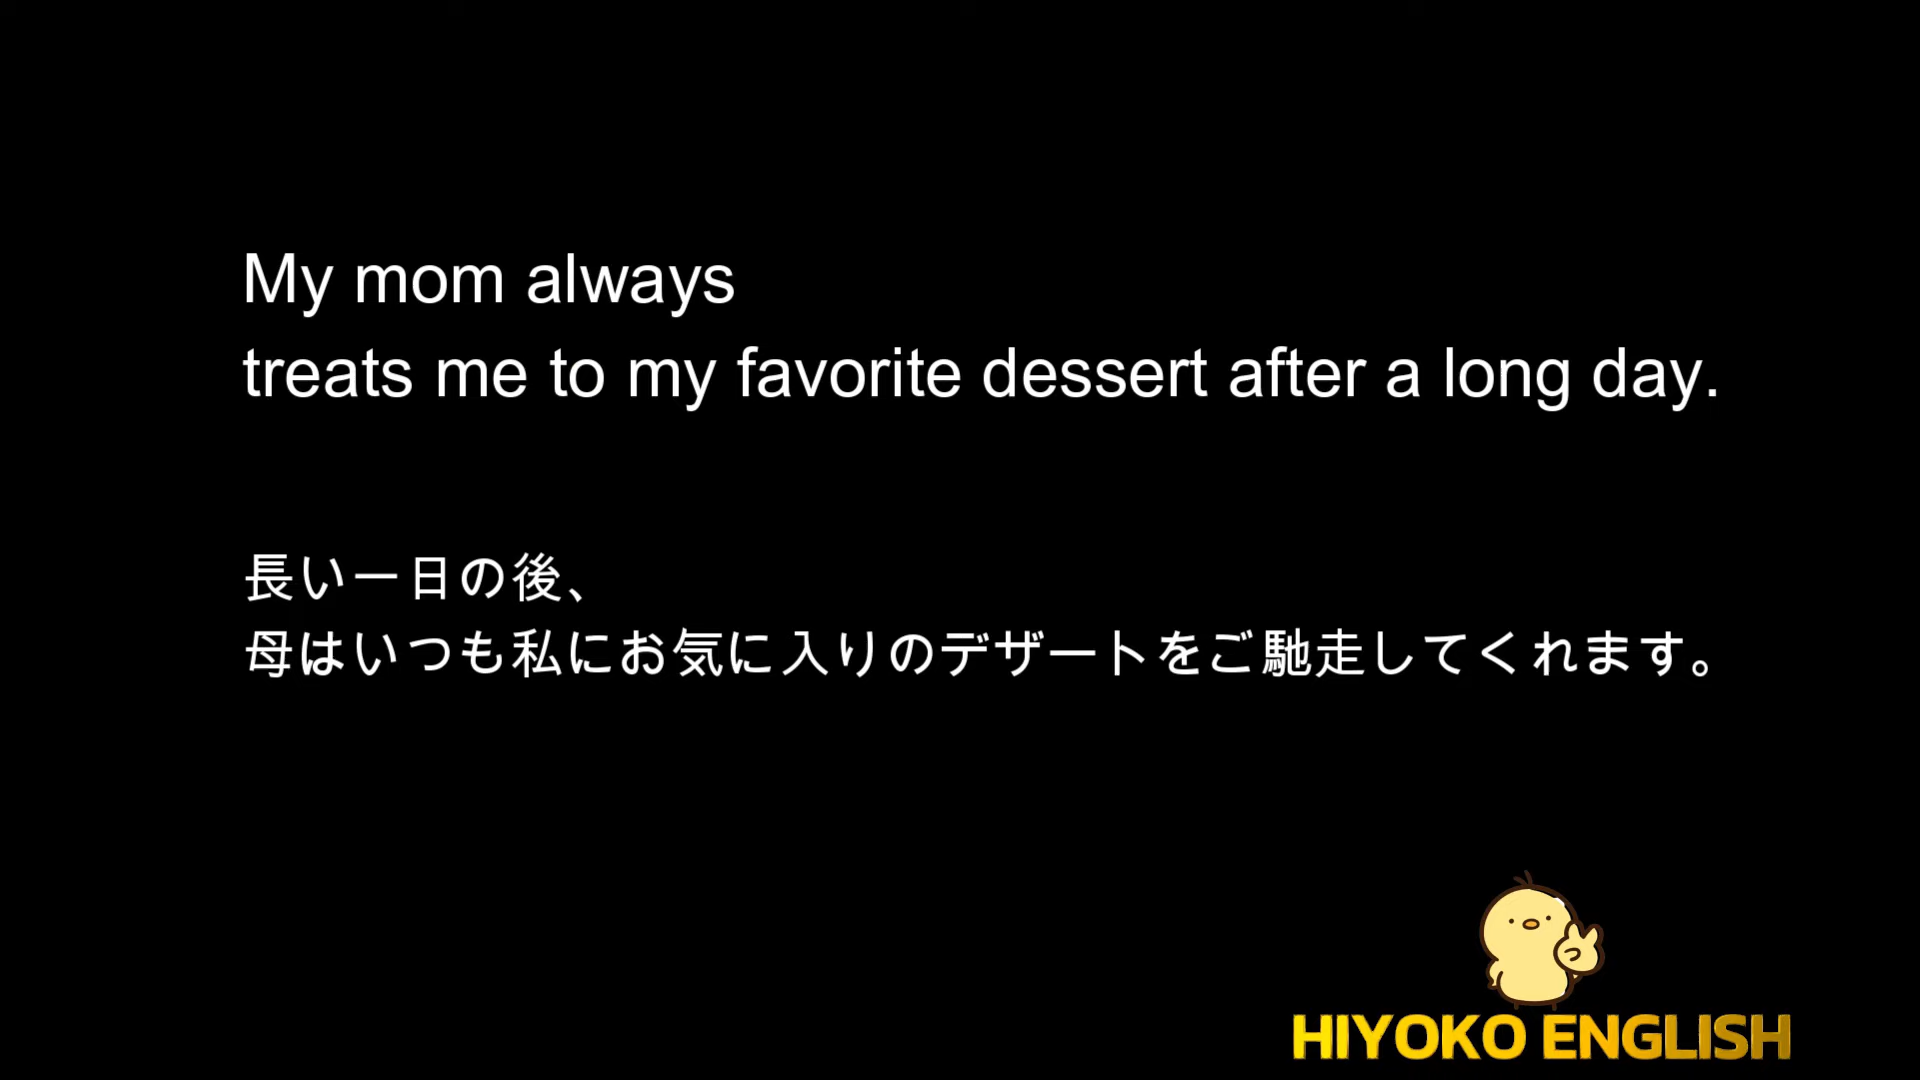 My mom always
treats me to my favorite dessert after a long day.
長い一日の後、
母はいつも私にお気に入りのデザートをご馳走してくれます。
HIYOKO ENGLISH